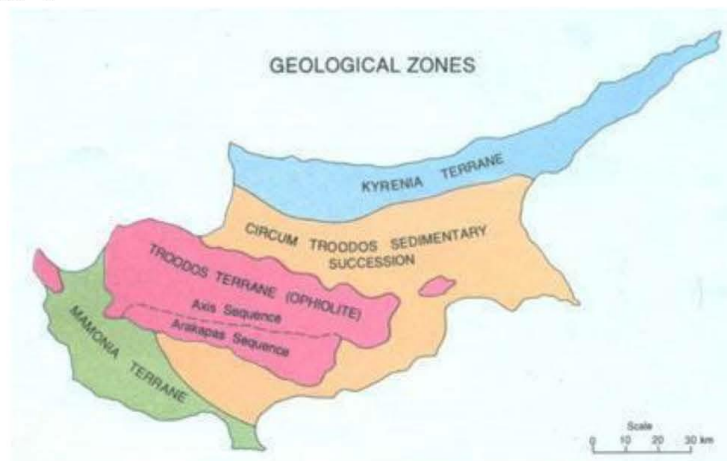 GEOLOGICAL ZONES
KYRENIA TERRANE
CIRCUM TROODOS SEDIMENTARY
SUCCESSION
TROODOS TERRANE (OPHIOLITE)
Axis Sequence
Arakapas Sequence
MAMONIA TERRANE
Scale
0 10 20 30 km